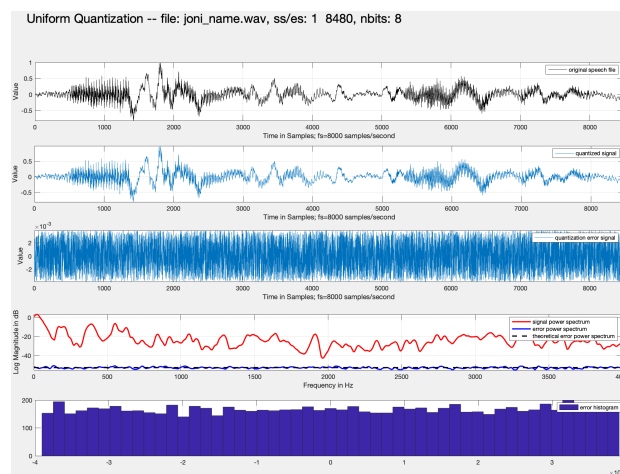 Uniform Quantization -- file: joni_name.wav, ss/es: 1 8480, nbits: 8
1
0.5
0
-0.5
Value
original speech file
0 1000 2000 3000 4000 5000 6000 7000 8000
Time in Samples; fs=8000 samples/second
0.5
0
-0.5
Value
quantized signal
0 1000 2000 3000 4000 5000 6000 7000 8000
Time in Samples; fs=8000 samples/second
×10-3
2
0
-2
Value
quantization error signal
0 1000 2000 3000 4000 5000 6000 7000 8000
Time in Samples; fs=8000 samples/second
0
-20
-40
Log Magnitude in dB
signal power spectrum
error power spectrum
theoretical error power spectrum
0 500 1000 1500 2000 2500 3000 3500
Frequency in Hz
200
100
0
error histogram
-4 -3 -2 -1 0 1 2 3